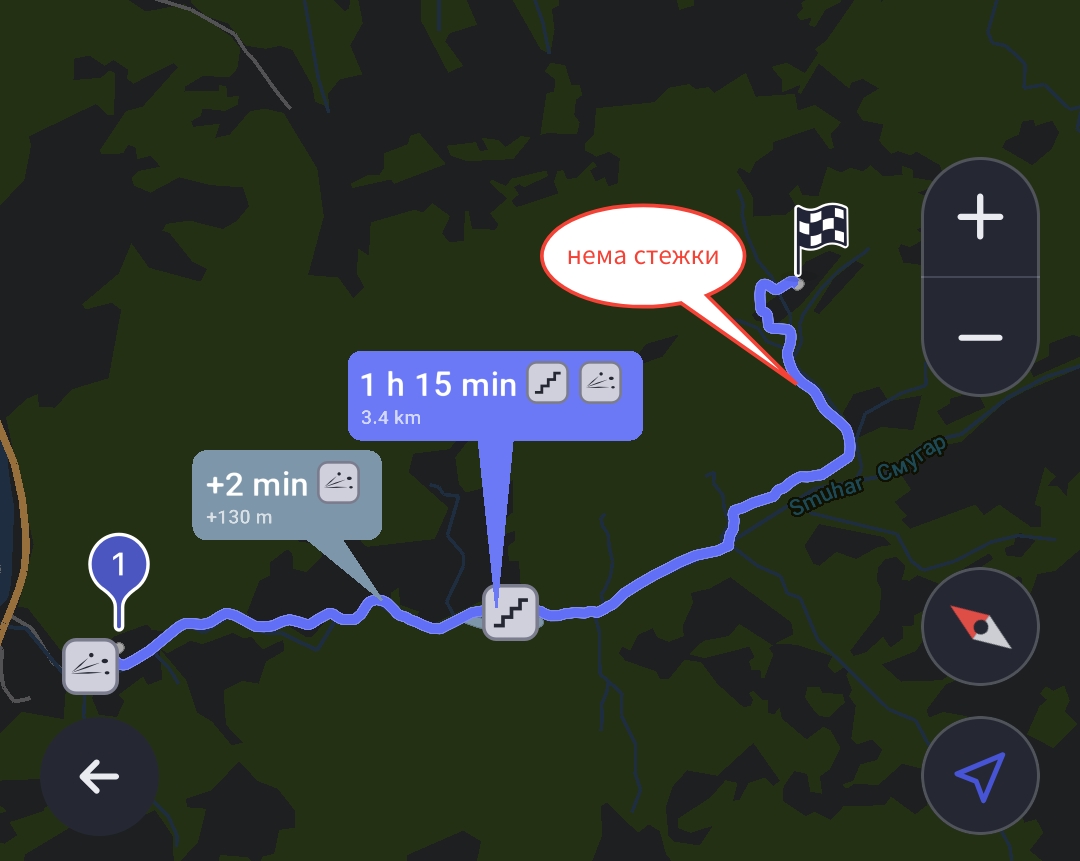 нема стежки
1 h 15 min
3.4 km
+2 min
+130 m
Smuhar Смугар
1